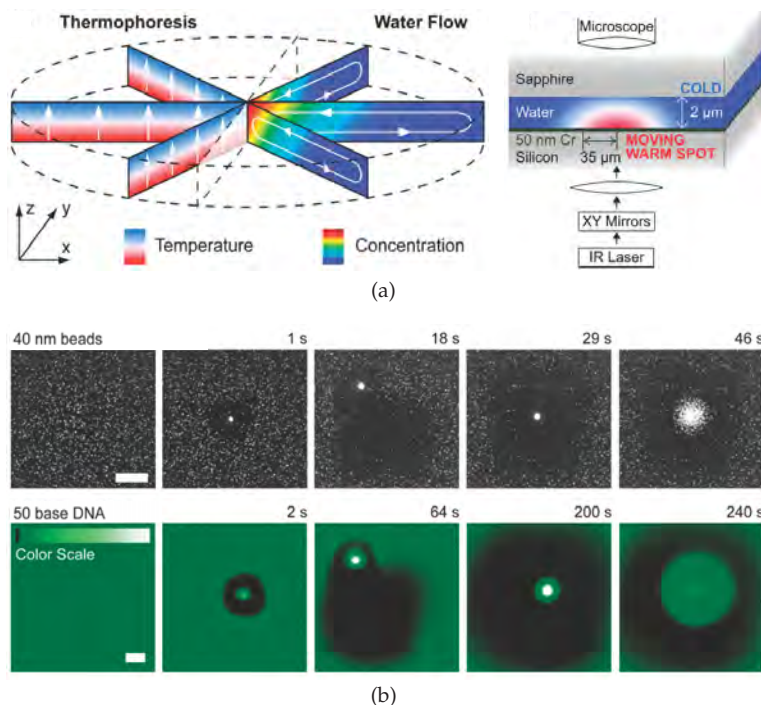 Thermophoresis
Water Flow
z
y
x
Temperature
Concentration
Microscope
Sapphire
COLD
Water
2 μm
50 nm Cr
MOVING
Silicon
35 μm
WARM SPOT
XY Mirrors
IR Laser
(a)
40 nm beads
1 s
18 s
29 s
46 s
50 base DNA
2 s
64 s
200 s
240 s
Color Scale
(b)